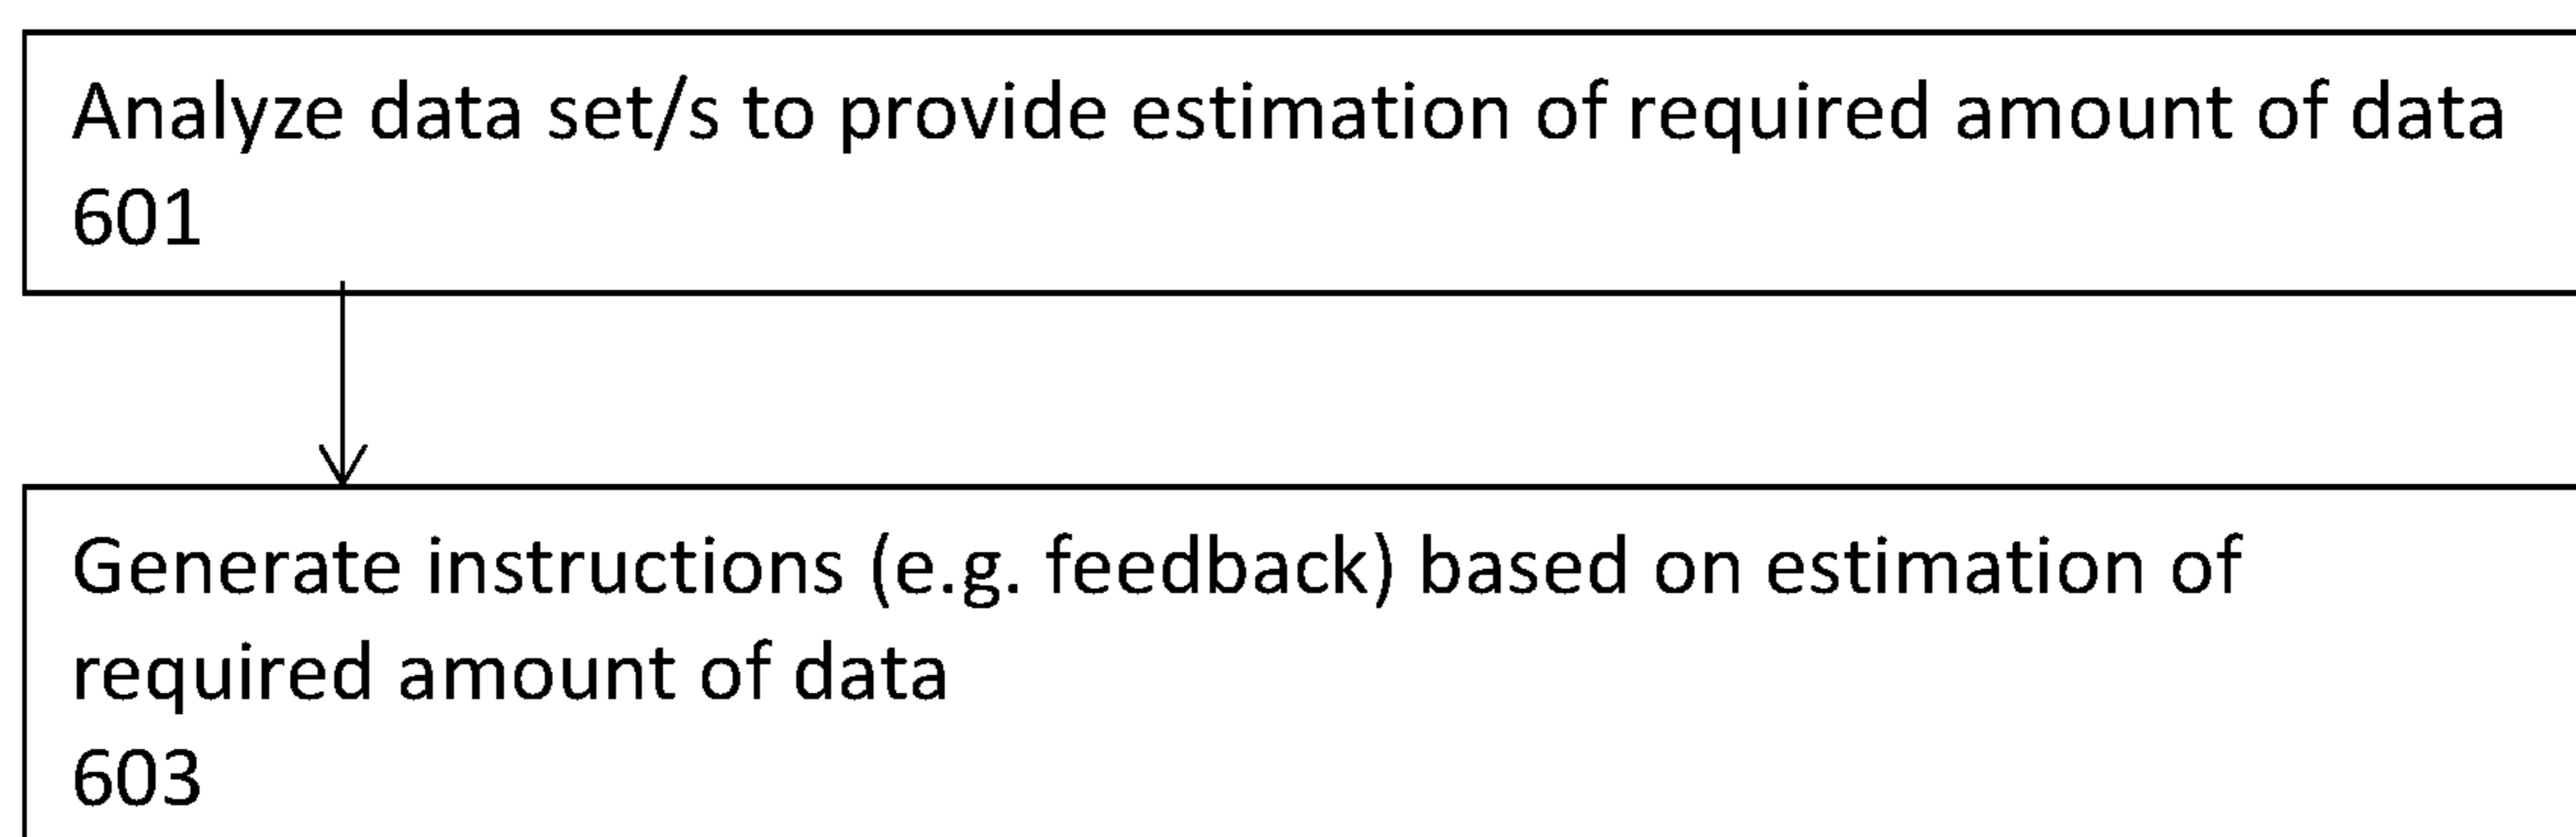 Analyze data set/s to provide estimation of required amount of data
601
Generate instructions (e.g. feedback) based on estimation of
required amount of data
603